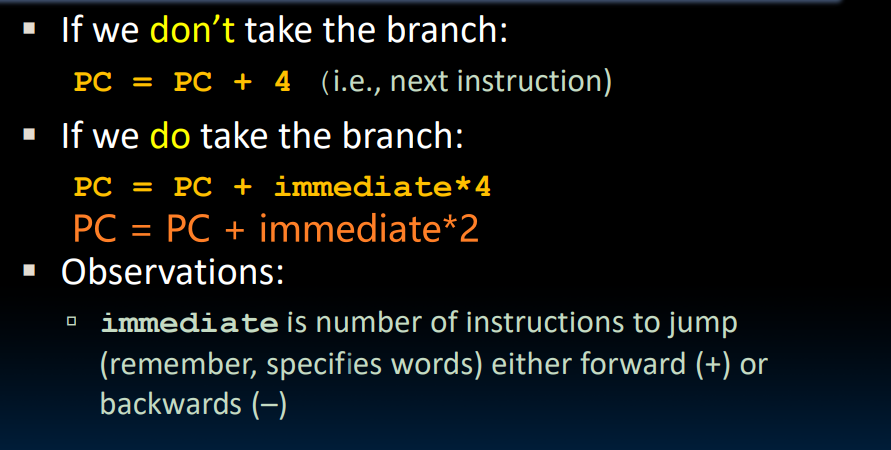 ▪ If we don't take the branch:
PC = PC + 4 (i.e., next instruction)
▪ If we do take the branch:
PC = PC + immediate*4
PC = PC + immediate*2
▪ Observations:
▫ immediate is number of instructions to jump
(remember, specifies words) either forward (+) or
backwards (–)